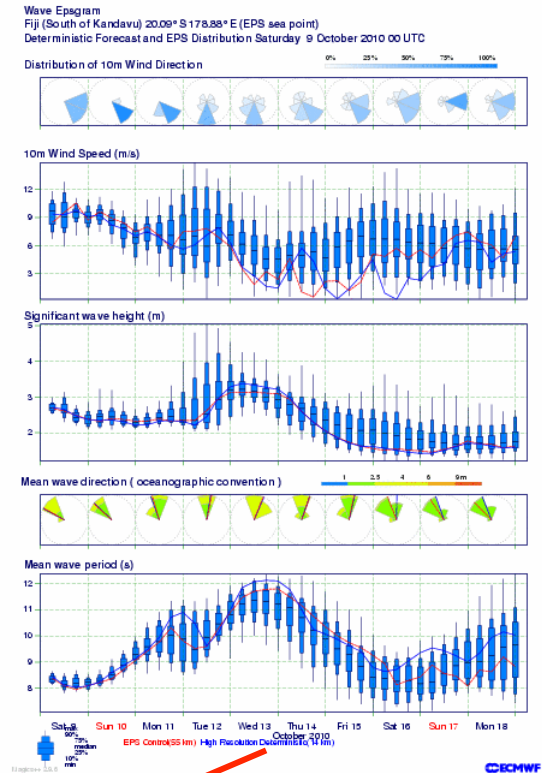 Wave Epsgram
Fiji (South of Kandavu) 20.09° S 178.88° E (EPS sea point)
Deterministic Forecast and EPS Distribution Saturday 9 October 2010 00 UTC
Distribution of 10m Wind Direction
0% 25% 50% 75% 100%
10m Wind Speed (m/s)
12
9
6
3
Significant wave height (m)
5
4
3
2
Mean wave direction ( oceanographic convention )
1 2.5 4 6 9m
Mean wave period (s)
12
11
10
9
8
Sat 9 Sun 10 Mon 11 Tue 12 Wed 13 Thu 14 Fri 15 Sat 16 Sun 17 Mon 18
October 2010
max
90%
75%
median
25%
10%
min
EPS Control(55 km) High Resolution Deterministic(14 km)
ECMWF